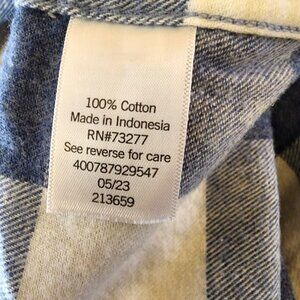 100% Cotton
Made in Indonesia
RN#73277
See reverse for care
400787929547
05/23
213659